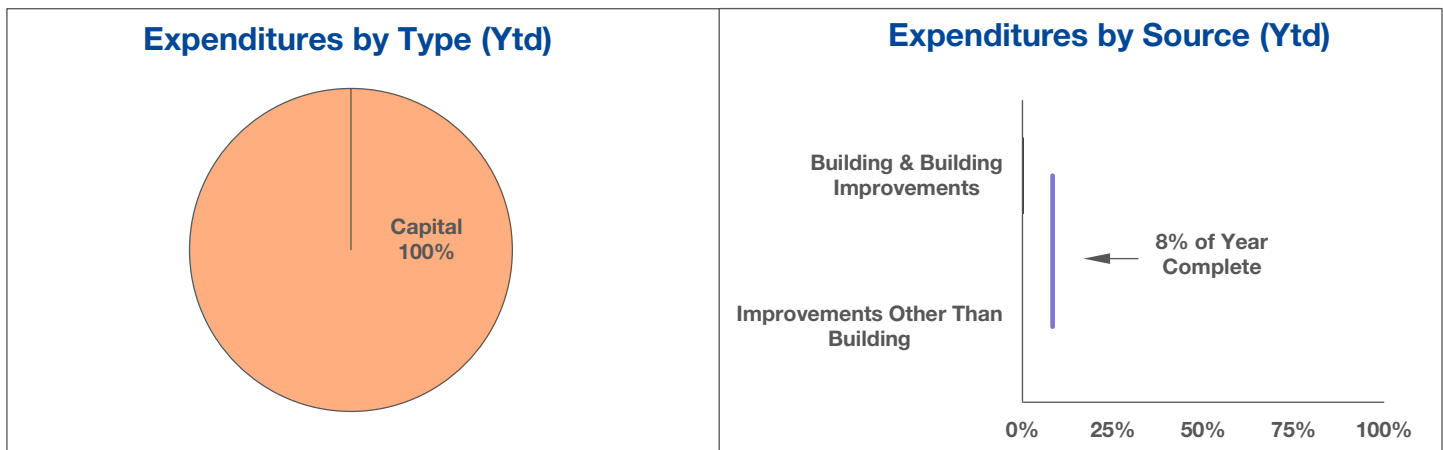 Expenditures by Type (Ytd)
Capital
100%
Expenditures by Source (Ytd)
Building & Building
Improvements
8% of Year
Complete
Improvements Other Than
Building
0% 25% 50% 75% 100%